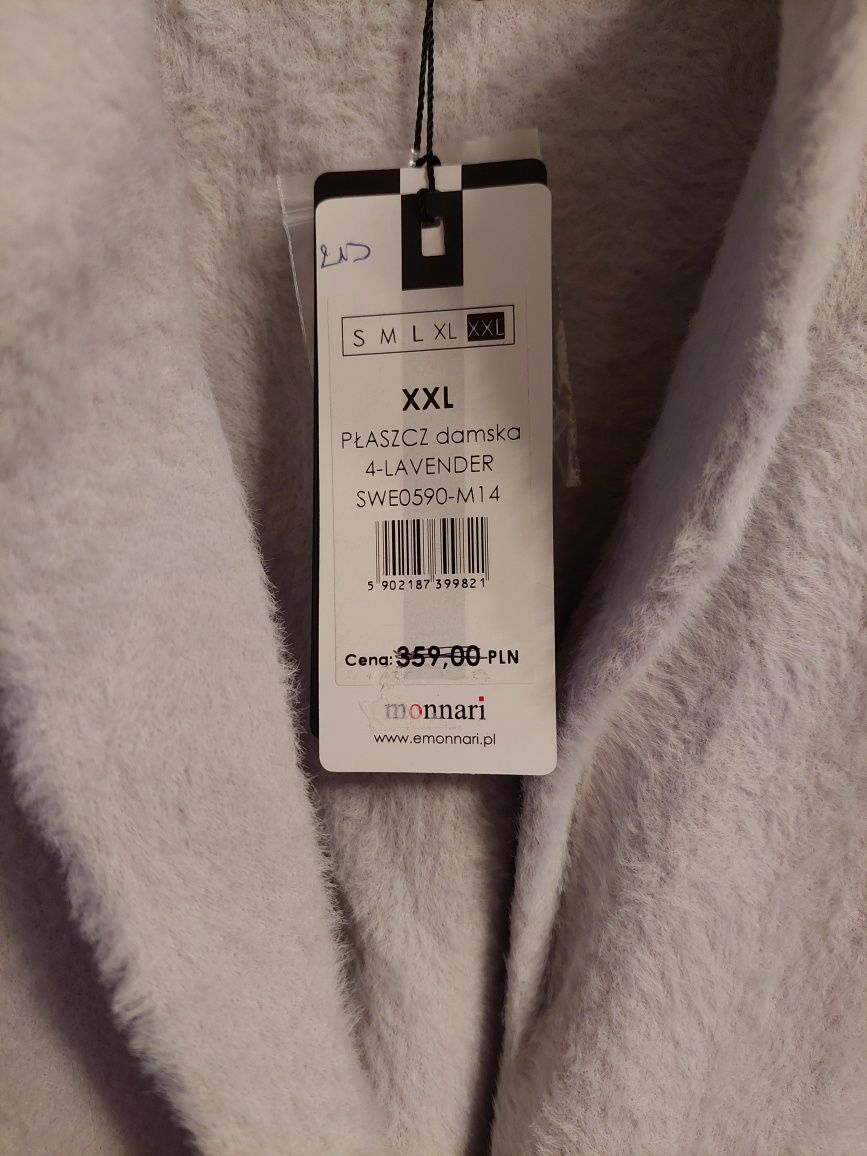 S M L XL XXL
XXL
PŁASZCZ damska
4-LAVENDER
SWE0590-M14
5 902187 399821
Cena: 359,00 PLN
monnari
www.emonnari.pl